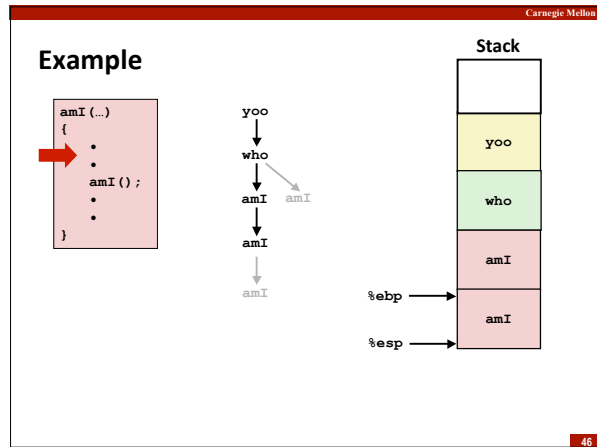 Carnegie Mellon
Example
Stack
amI(…)
{
•
•
amI();
•
•
}
yoo
who
amI amI
amI
amI
yoo
who
amI
%ebp
amI
%esp
46